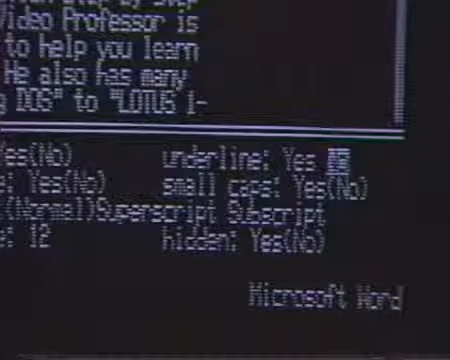 Video Professor is
to help you learn
He also has many
DOS" to "LOTUS 1-
Yes(No) underline: Yes No
: Yes(No) small caps: Yes(No)
(Normal)Superscript Subscript
: 12 hidden: Yes(No)
Microsoft Word